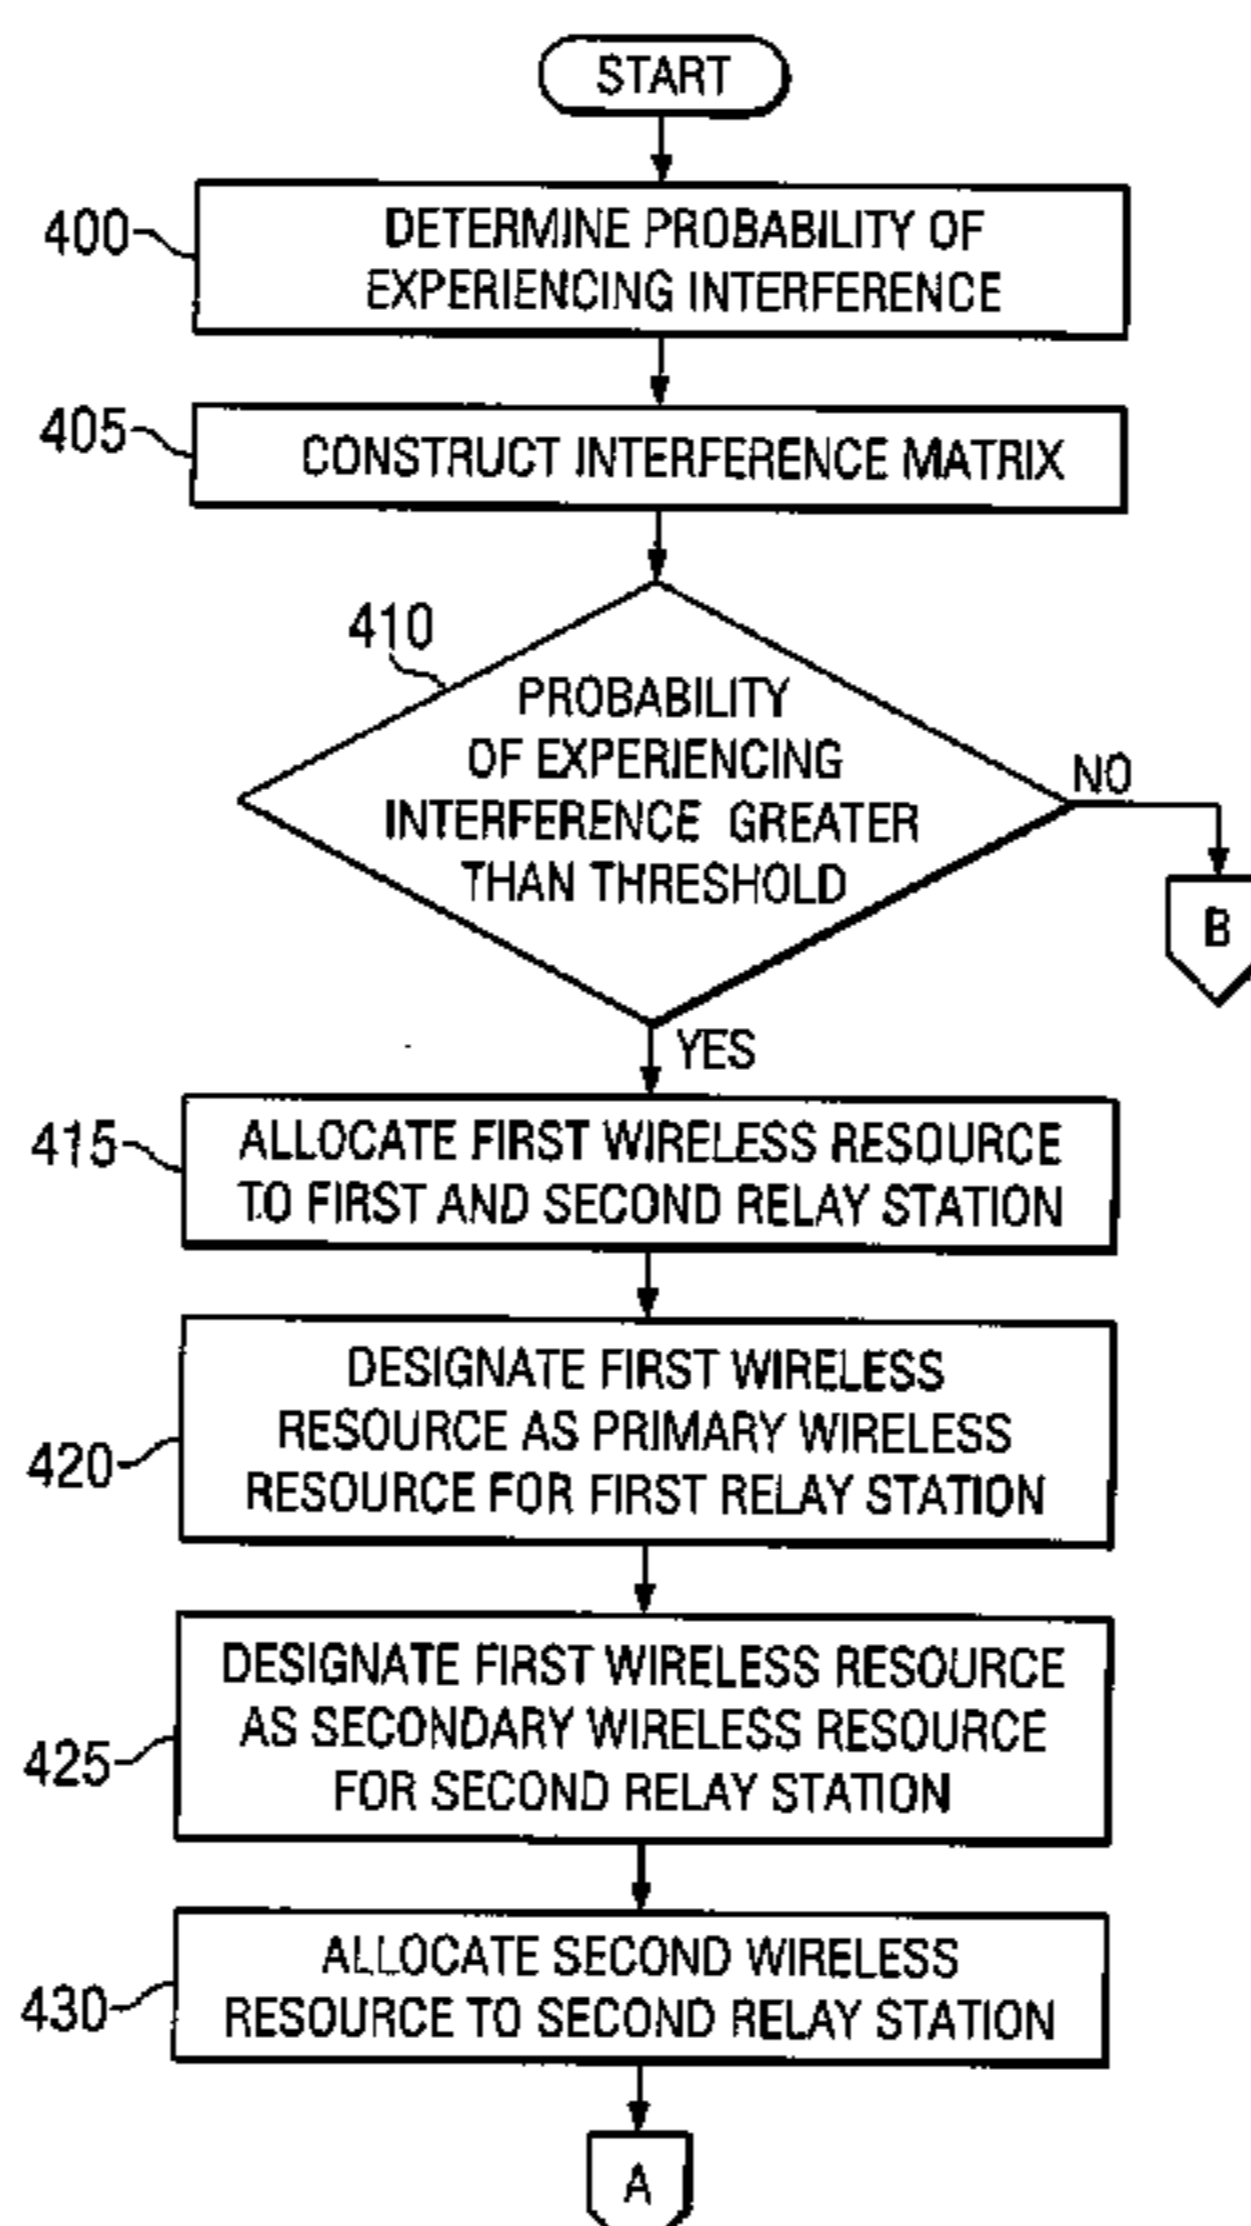 START
400
DETERMINE PROBABILITY OF
EXPERIENCING INTERFERENCE
405
CONSTRUCT INTERFERENCE MATRIX
410
PROBABILITY
OF EXPERIENCING
INTERFERENCE GREATER
THAN THRESHOLD
NO
B
YES
415
ALLOCATE FIRST WIRELESS RESOURCE
TO FIRST AND SECOND RELAY STATION
420
DESIGNATE FIRST WIRELESS
RESOURCE AS PRIMARY WIRELESS
RESOURCE FOR FIRST RELAY STATION
425
DESIGNATE FIRST WIRELESS RESOURCE
AS SECONDARY WIRELESS RESOURCE
FOR SECOND RELAY STATION
430
ALLOCATE SECOND WIRELESS
RESOURCE TO SECOND RELAY STATION
A